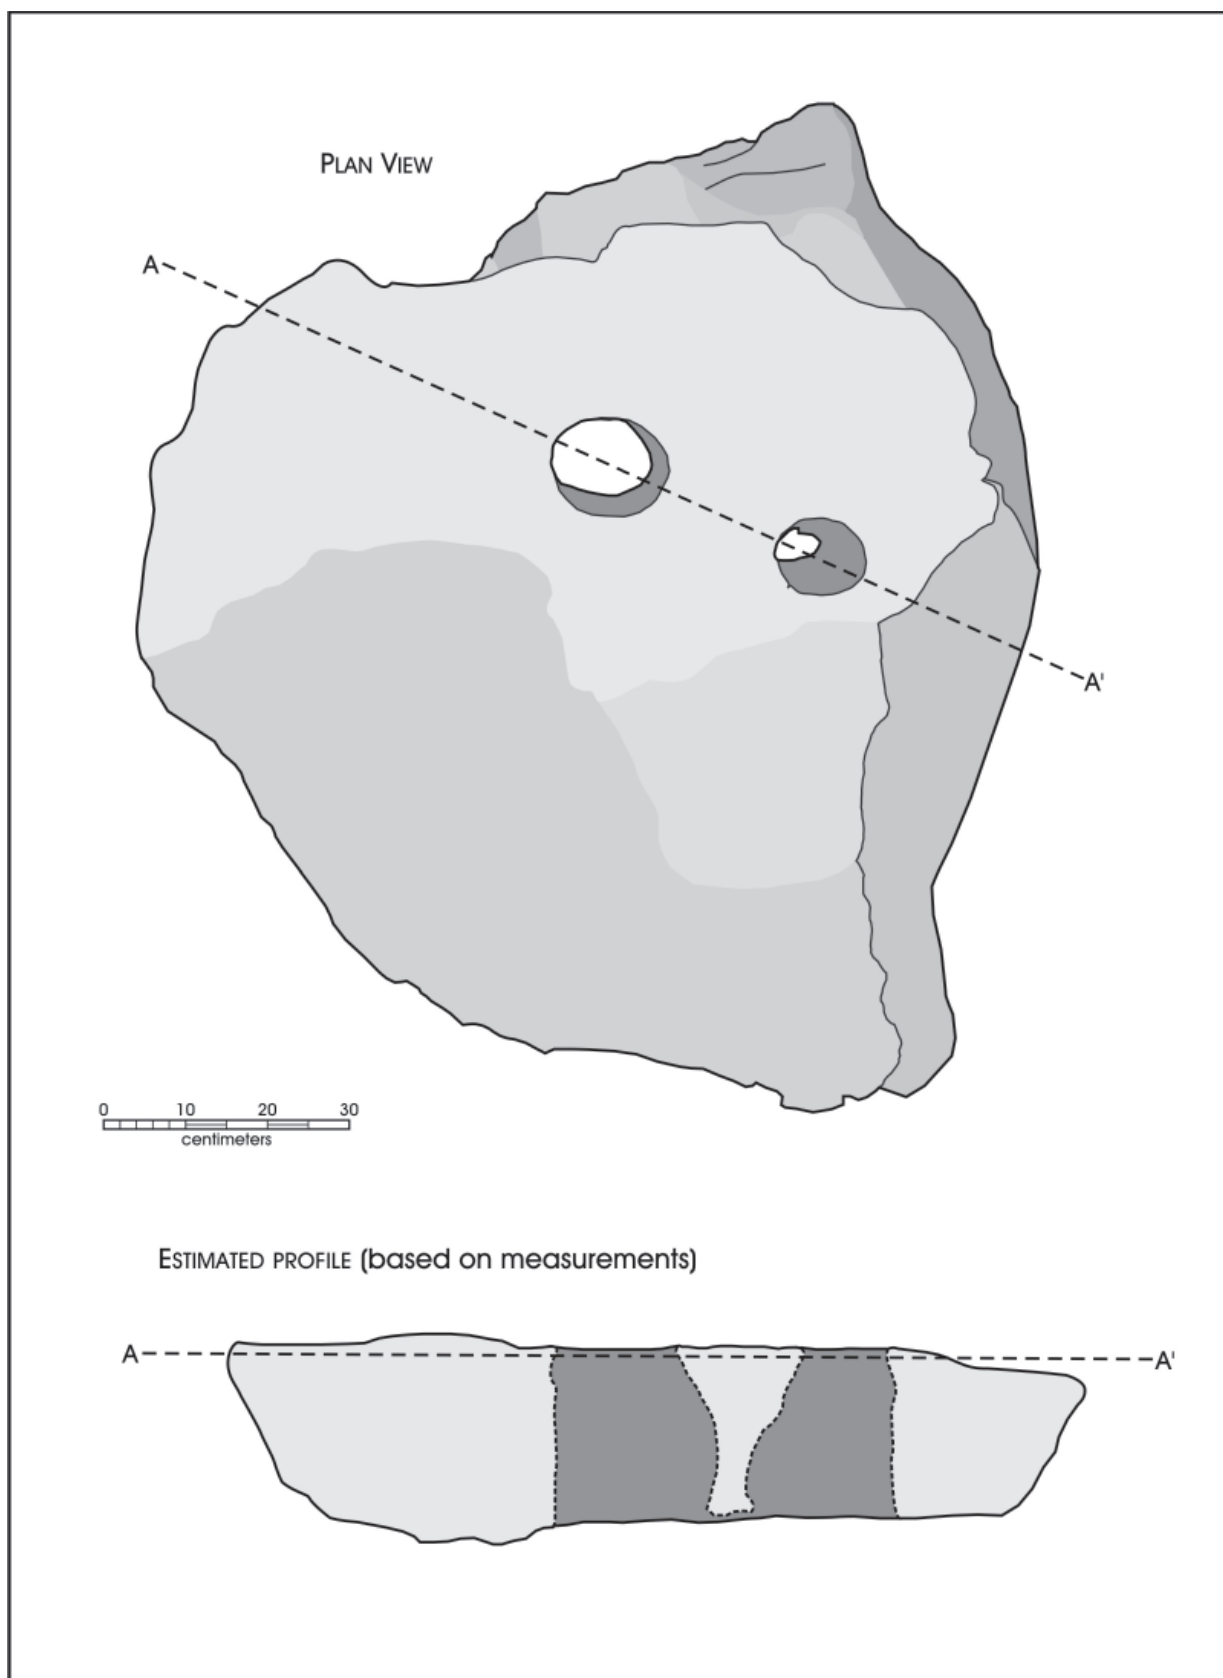 PLAN VIEW
A
A'
0 10 20 30
centimeters
ESTIMATED PROFILE (based on measurements)
A
A'